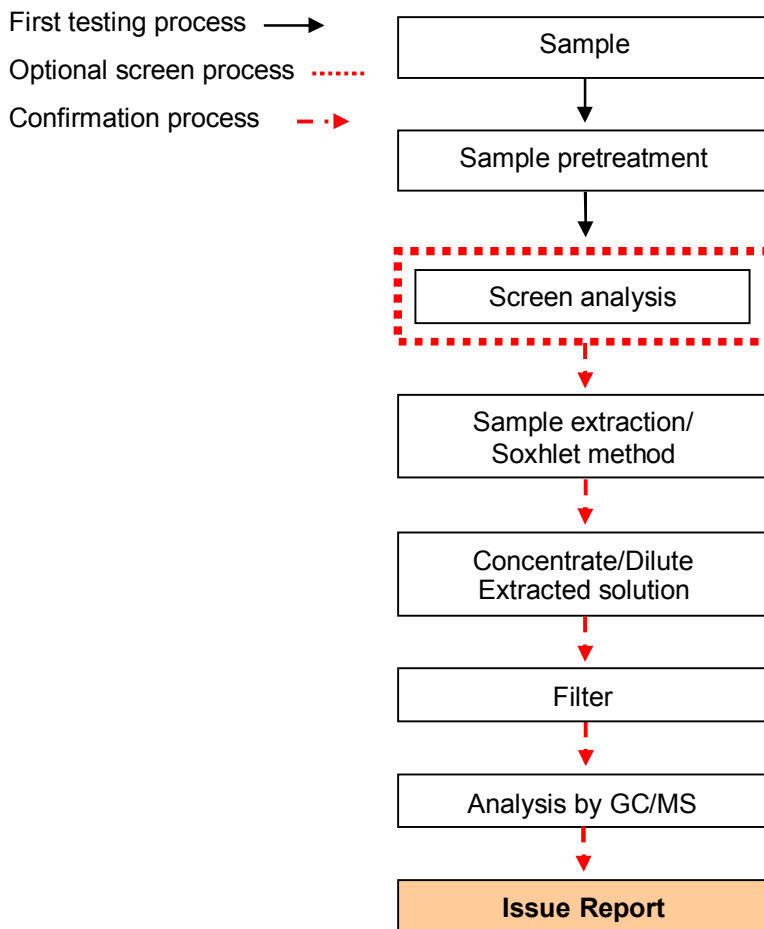 First testing process
Optional screen process
Confirmation process
Sample
Sample pretreatment
Screen analysis
Sample extraction/
Soxhlet method
Concentrate/Dilute
Extracted solution
Filter
Analysis by GC/MS
Issue Report